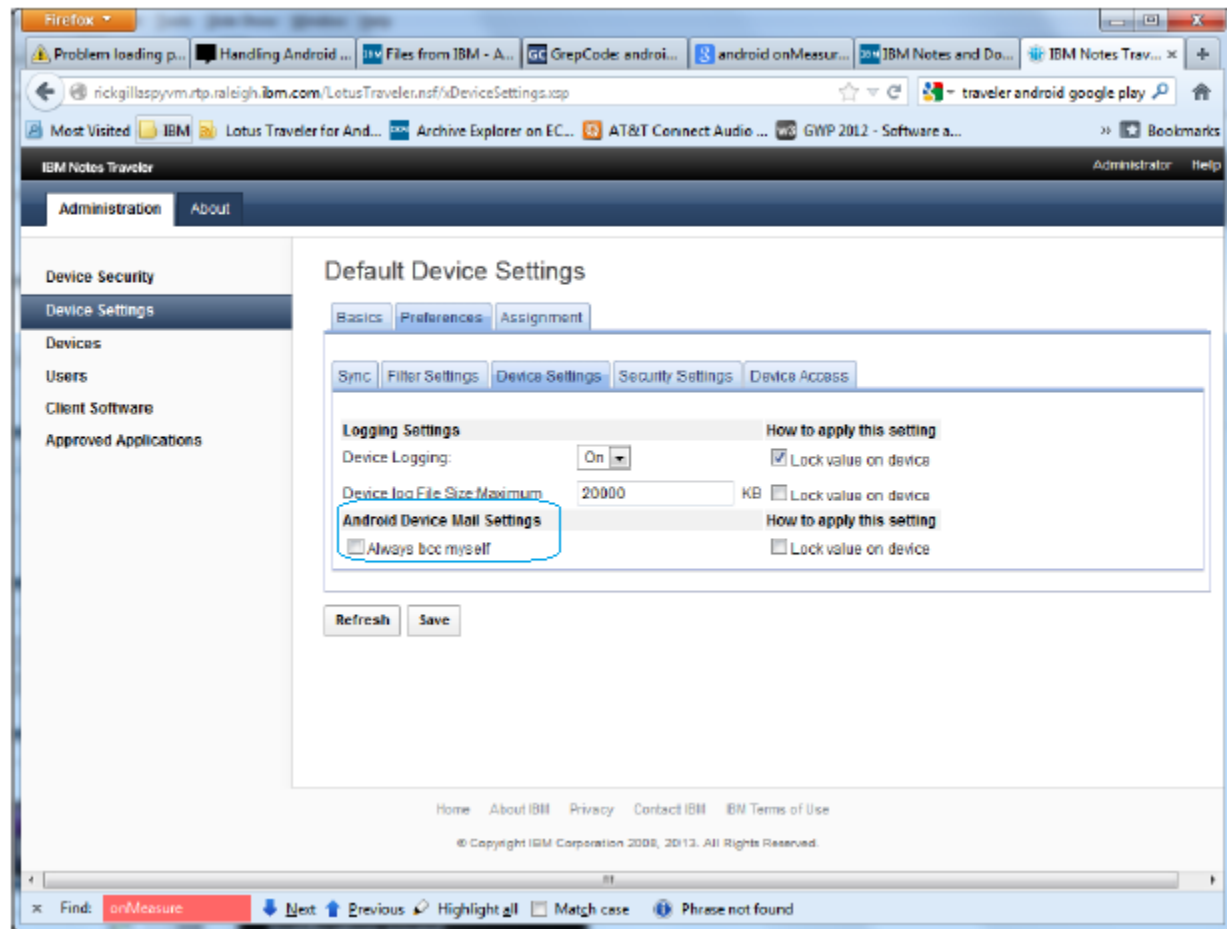 Firefox
Problem loading p... Handling Android ... Files from IBM - A... GrepCode: androi... android onMeasur... IBM Notes and Do... IBM Notes Trav... × +
rickgillaspyvm.rtp.raleigh.ibm.com/LotusTraveler.nsf/xDeviceSettings.xsp traveler android google play
Most Visited IBM Lotus Traveler for And... Archive Explorer on EC... AT&T Connect Audio ... GWP 2012 - Software a... » Bookmarks
IBM Notes Traveler Administrator Help
Administration About
Device Security
Device Settings
Devices
Users
Client Software
Approved Applications
Default Device Settings
Basics Preferences Assignment
Sync Filter Settings Device Settings Security Settings Device Access
Logging Settings How to apply this setting
Device Logging: On Lock value on device
Device log File Size Maximum 20000 KB Lock value on device
Android Device Mail Settings How to apply this setting
Always bcc myself Lock value on device
Refresh Save
Home About IBM Privacy Contact IBM IBM Terms of Use
© Copyright IBM Corporation 2008, 2013. All Rights Reserved.
× Find: onMeasure Next Previous Highlight all Match case Phrase not found